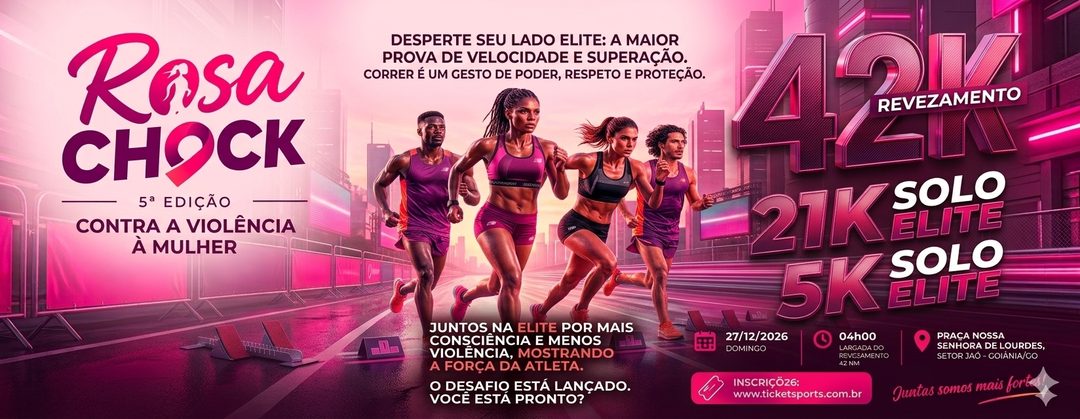 Rosa
CHOCK
5ª EDIÇÃO
CONTRA A VIOLÊNCIA
À MULHER
DESPERTE SEU LADO ELITE: A MAIOR
PROVA DE VELOCIDADE E SUPERAÇÃO.
CORRER É UM GESTO DE PODER, RESPETO E PROTEÇÃO.
JUNTOS NA ELITE POR MAIS
CONSCIÊNCIA E MENOS
VIOLÊNCIA, MOSTRANDO
A FORÇA DA ATLETA.
O DESAFIO ESTÁ LANÇADO.
VOCÊ ESTÁ PRONTO?
42K
REVEZAMENTO
21K SOLO
ELITE
5K SOLO
ELITE
27/12/2026
DOMINGO
04h00
LARGADA DO
REVESAMENTO
42 NM
PRAÇA NOSSA
SENHORA DE LOURDES,
SETOR JAÓ – GOIÂNIA/GO
INSCRIÇÕ26:
www.ticketsports.com.br
Juntas somos mais fortes!